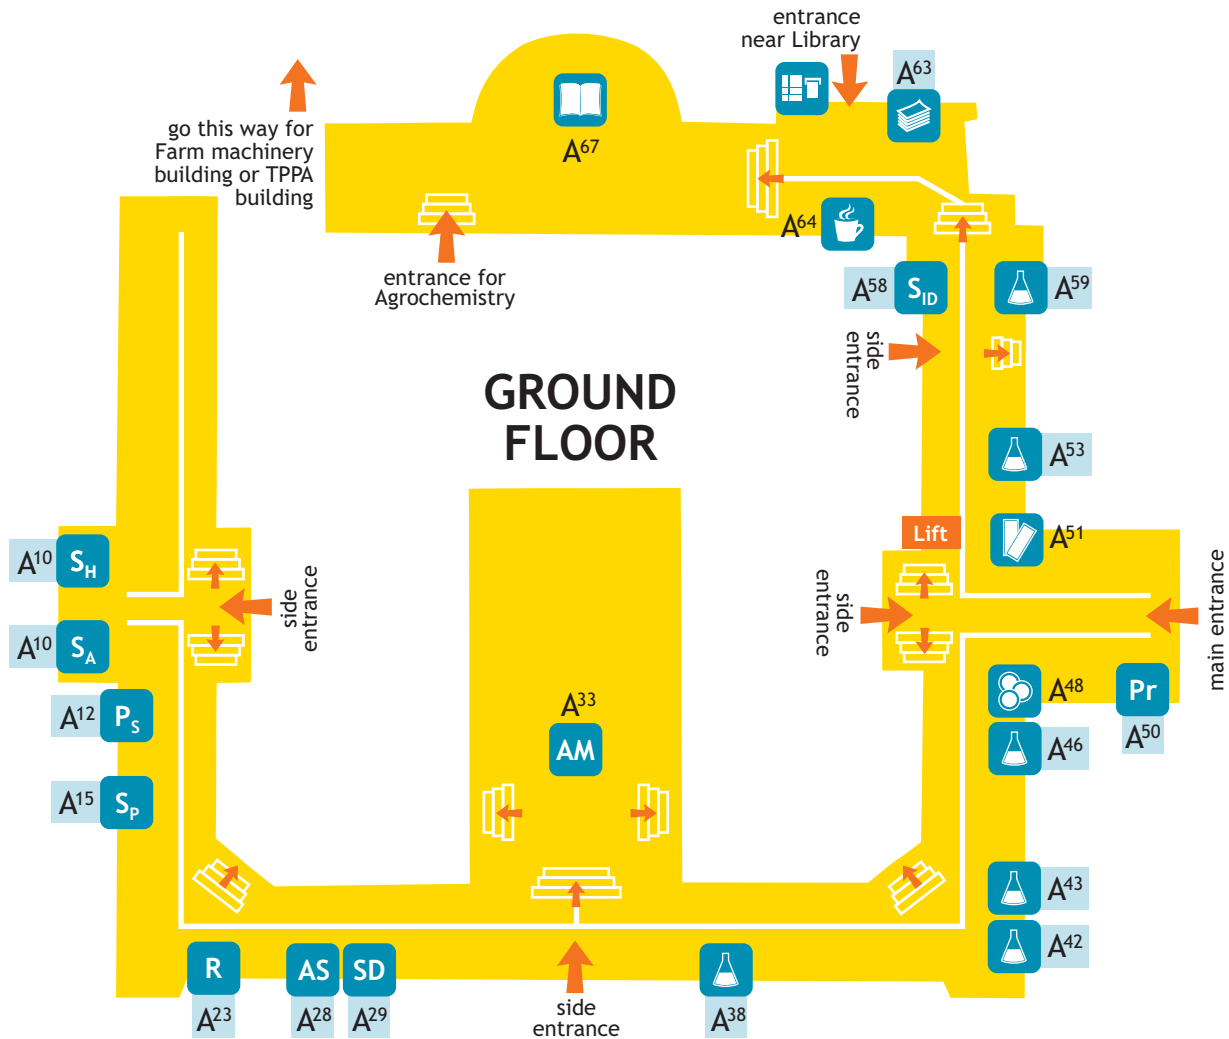 entrance
near Library
A63
go this way for
Farm machinery
building or TPPA
building
A67
A64
entrance for
Agrochemistry
A58
SID
A59
side
entrance
GROUND
FLOOR
A53
Lift
A51
A10
SH
side
entrance
side
entrance
main entrance
A10
SA
A48
Pr
A50
A12
PS
A33
AM
A46
A15
SP
A43
A42
R
AS
SD
A23
A28
A29
side
entrance
A38